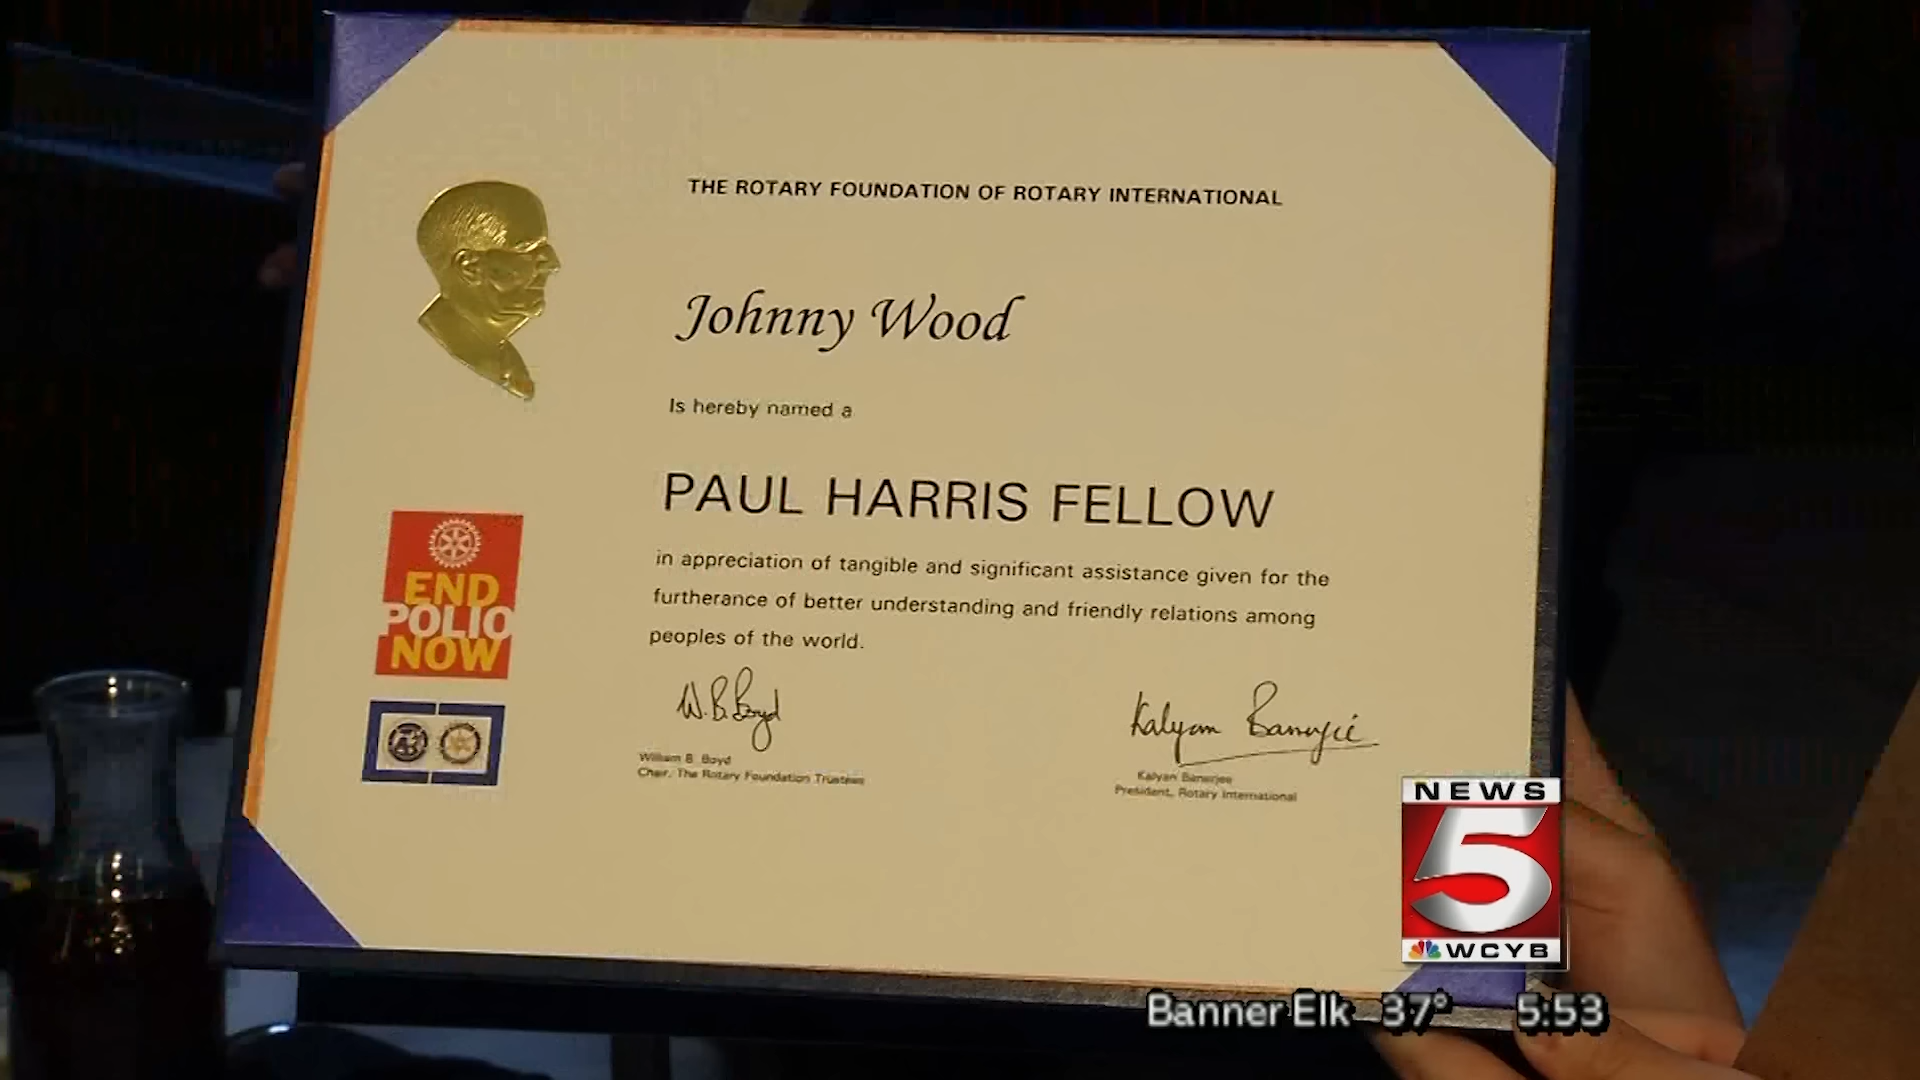 THE ROTARY FOUNDATION OF ROTARY INTERNATIONAL
Johnny Wood
Is hereby named a
PAUL HARRIS FELLOW
in appreciation of tangible and significant assistance given for the
furtherance of better understanding and friendly relations among
peoples of the world.
END
POLIO
NOW
W. B. Boyd
William B. Boyd
Chair, The Rotary Foundation Trustees
Kalyan Banerjee
Kalyan Banerjee
President, Rotary International
NEWS
5
WCYB
Banner Elk 37° 5:53